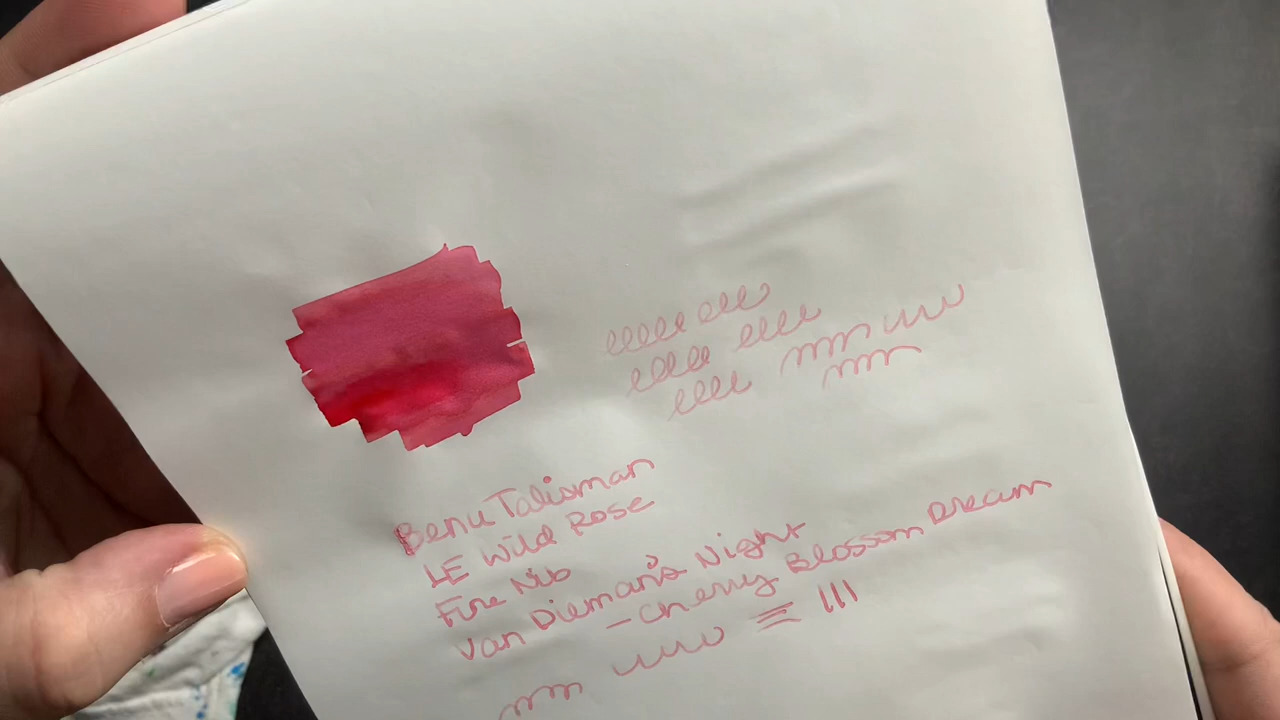 Benu Talisman
LE Wild Rose
Fine Nib
Van Dieman's Night
- Cherry Blossom Dream